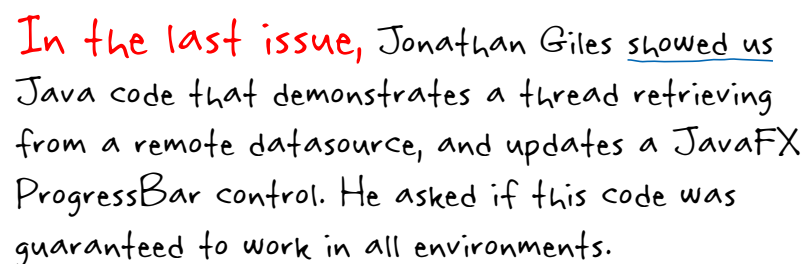 In the last issue, Jonathan Giles showed us
Java code that demonstrates a thread retrieving
from a remote datasource, and updates a JavaFX
ProgressBar control. He asked if this code was
guaranteed to work in all environments.